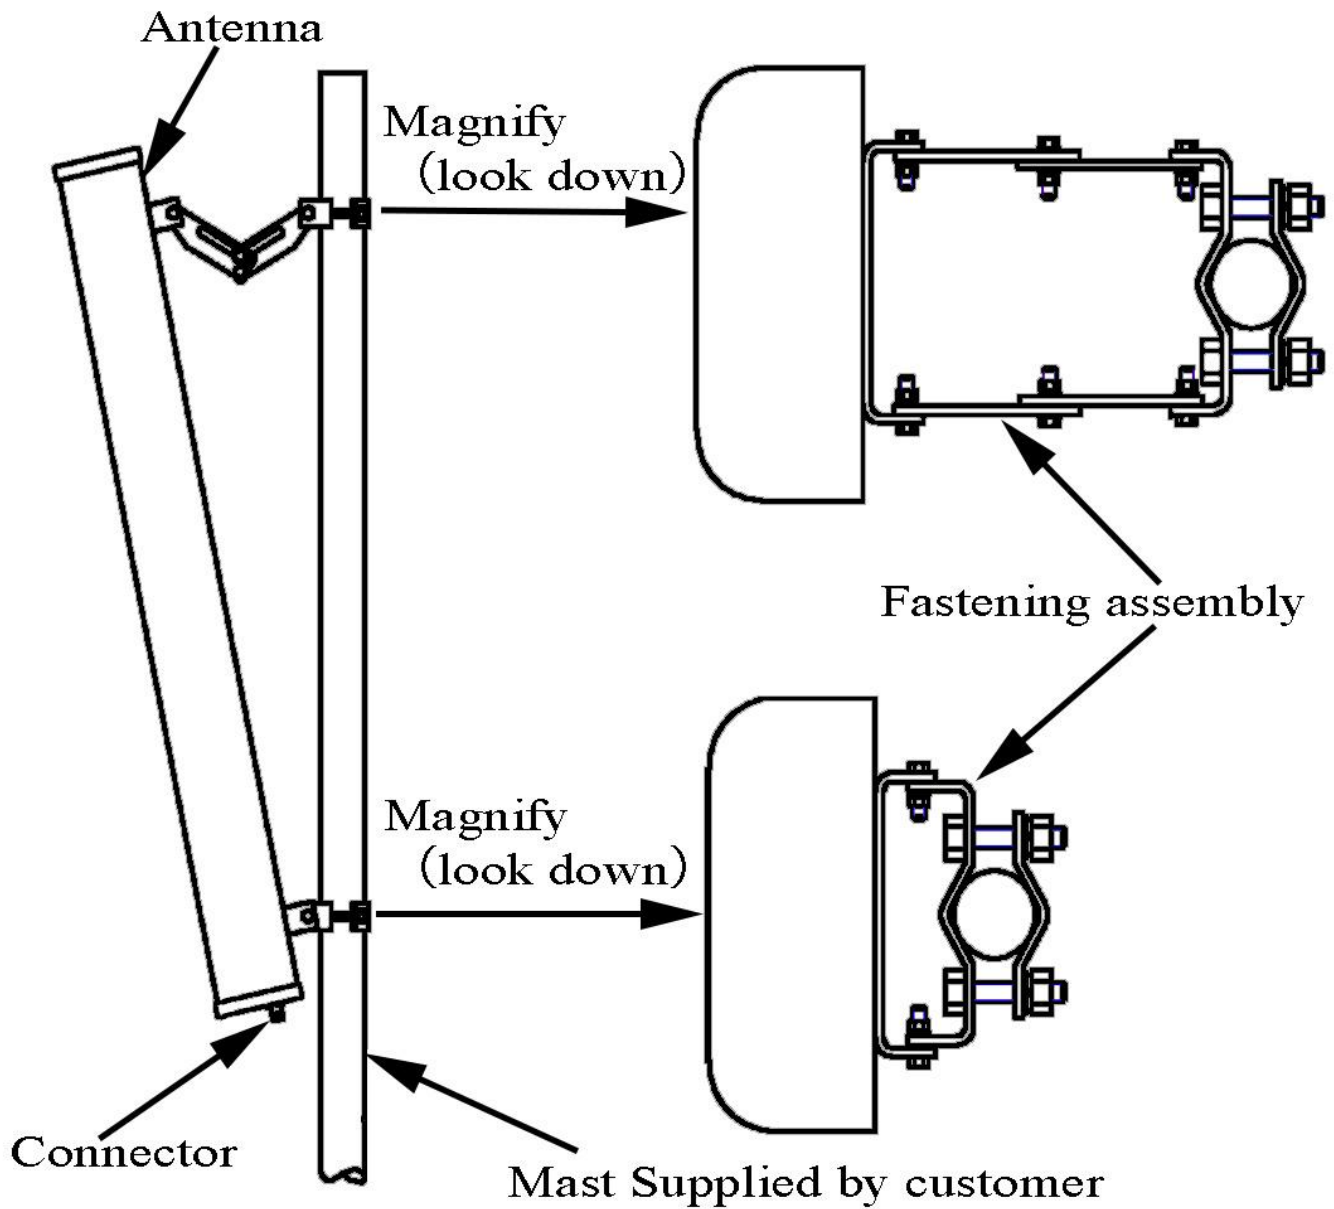 Antenna
Magnify
(look down)
Fastening assembly
Magnify
(look down)
Connector
Mast Supplied by customer